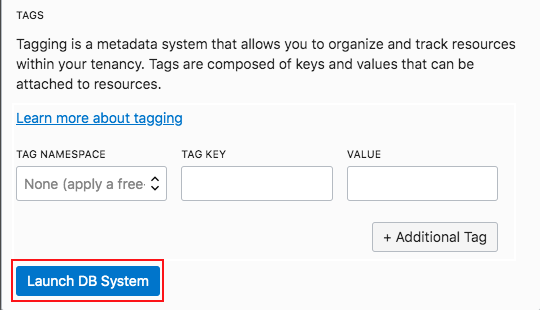 TAGS
Tagging is a metadata system that allows you to organize and track resources
within your tenancy. Tags are composed of keys and values that can be
attached to resources.
Learn more about tagging
TAG NAMESPACE TAG KEY VALUE
None (apply a free-
+ Additional Tag
Launch DB System